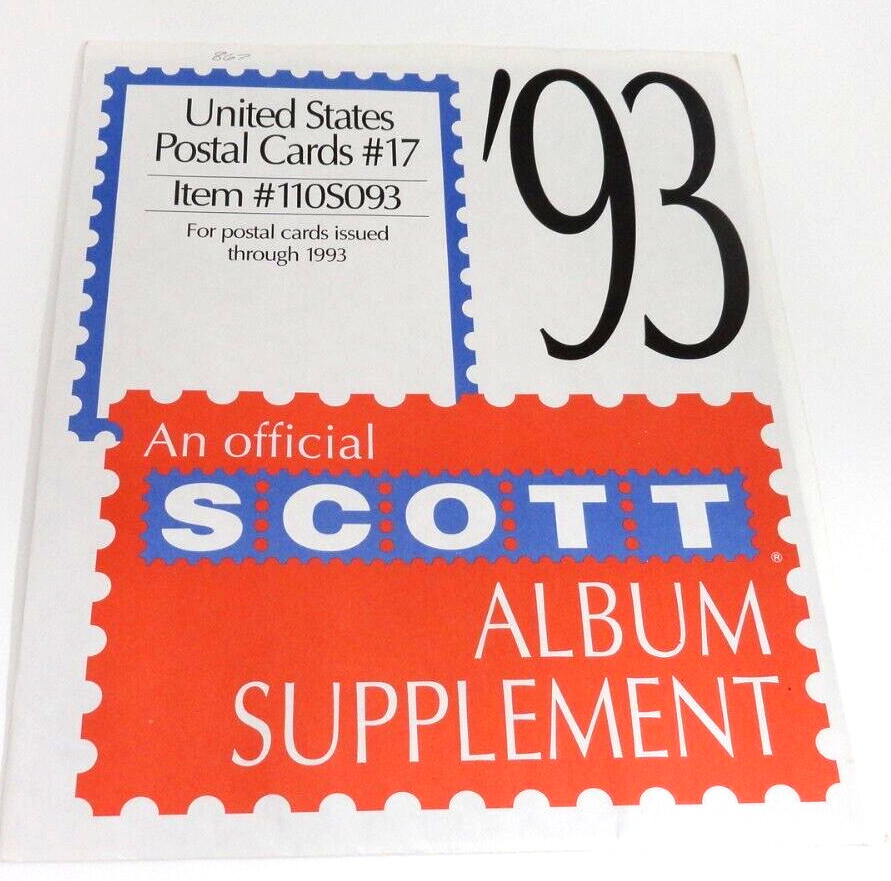 867
United States
Postal Cards #17
Item #110S093
For postal cards issued
through 1993
'93
An official
SCOTT®
ALBUM
SUPPLEMENT